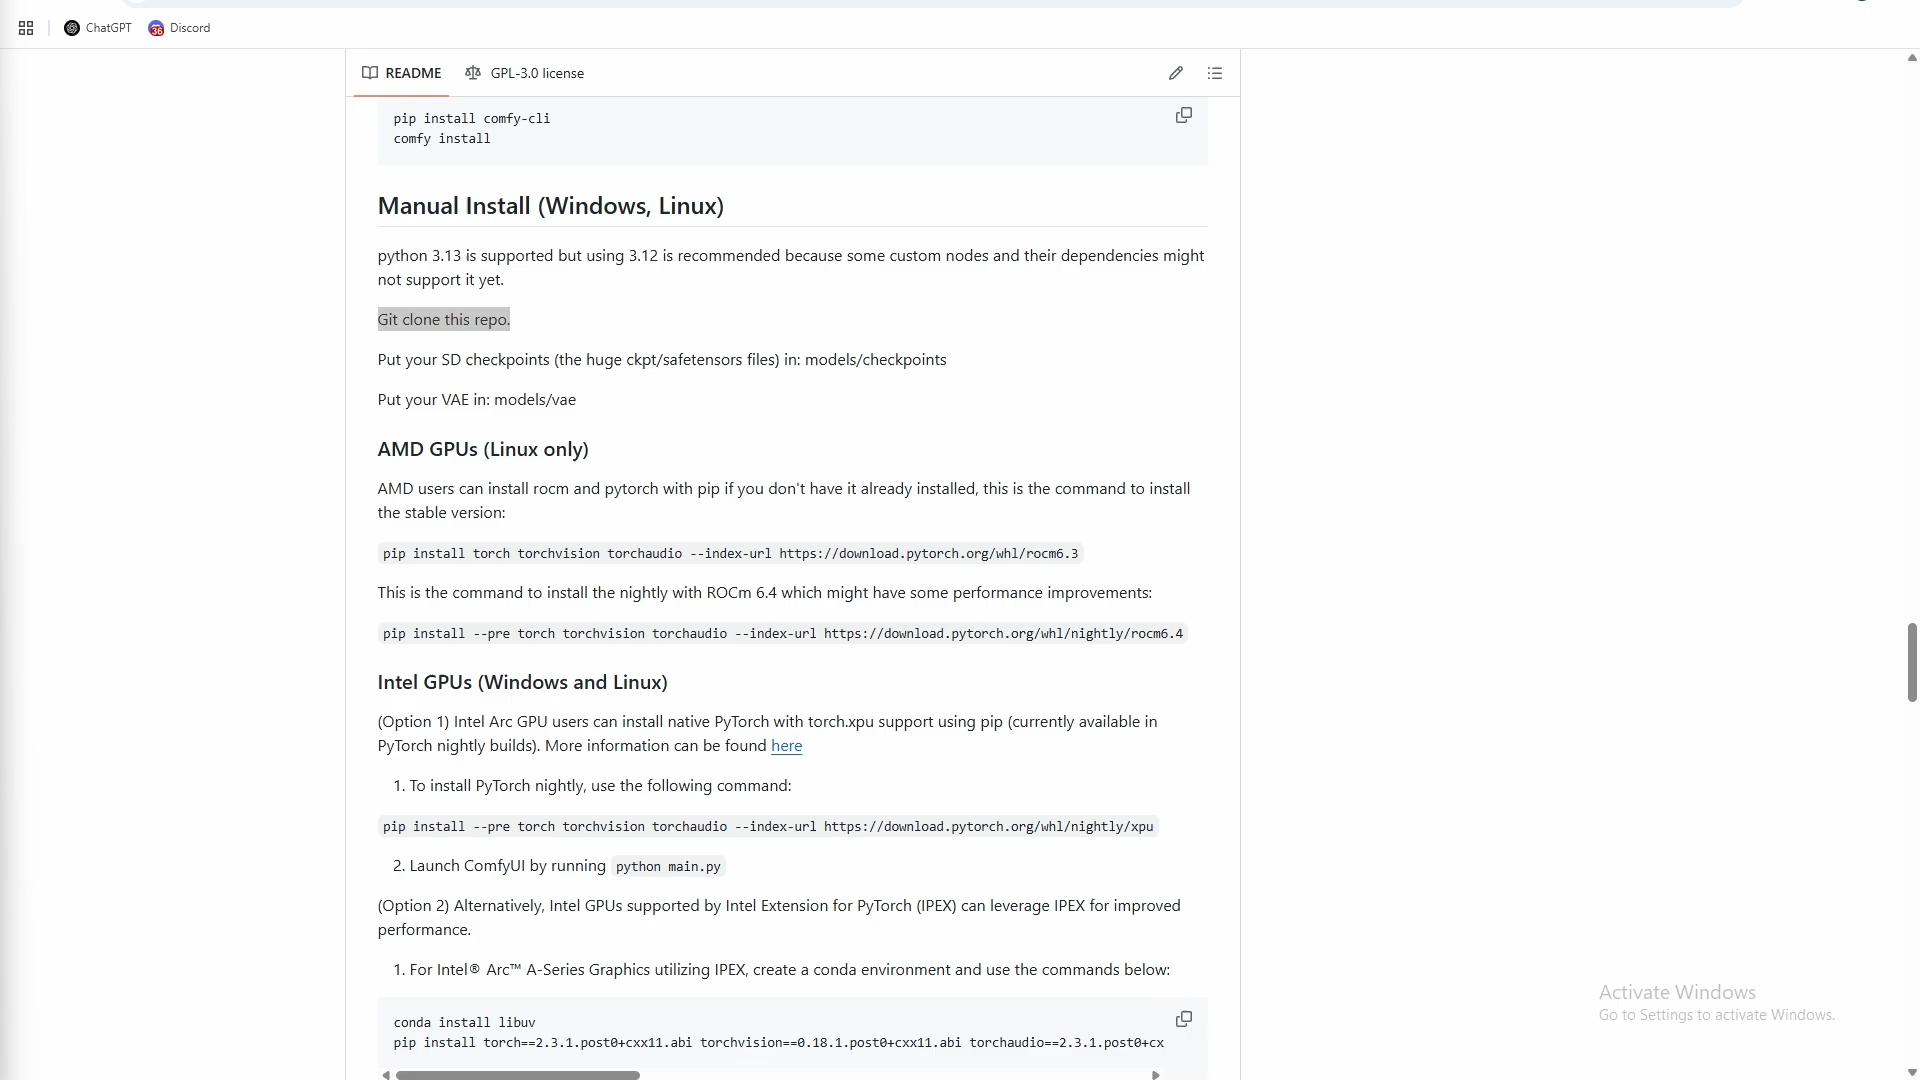 ChatGPT
36
Discord
README
GPL-3.0 license
pip install comfy-cli
comfy install
Manual Install (Windows, Linux)
python 3.13 is supported but using 3.12 is recommended because some custom nodes and their dependencies might
not support it yet.
Git clone this repo.
Put your SD checkpoints (the huge ckpt/safetensors files) in: models/checkpoints
Put your VAE in: models/vae
AMD GPUs (Linux only)
AMD users can install rocm and pytorch with pip if you don't have it already installed, this is the command to install
the stable version:
pip install torch torchvision torchaudio --index-url https://download.pytorch.org/whl/rocm6.3
This is the command to install the nightly with ROCm 6.4 which might have some performance improvements:
pip install --pre torch torchvision torchaudio --index-url https://download.pytorch.org/whl/nightly/rocm6.4
Intel GPUs (Windows and Linux)
(Option 1) Intel Arc GPU users can install native PyTorch with torch.xpu support using pip (currently available in
PyTorch nightly builds). More information can be found here
1. To install PyTorch nightly, use the following command:
pip install --pre torch torchvision torchaudio --index-url https://download.pytorch.org/whl/nightly/xpu
2. Launch ComfyUI by running python main.py
(Option 2) Alternatively, Intel GPUs supported by Intel Extension for PyTorch (IPEX) can leverage IPEX for improved
performance.
1. For Intel® Arc™ A-Series Graphics utilizing IPEX, create a conda environment and use the commands below:
conda install libuv
pip install torch==2.3.1.post0+cxx11.abi torchvision==0.18.1.post0+cxx11.abi torchaudio==2.3.1.post0+cx
Activate Windows
Go to Settings to activate Windows.